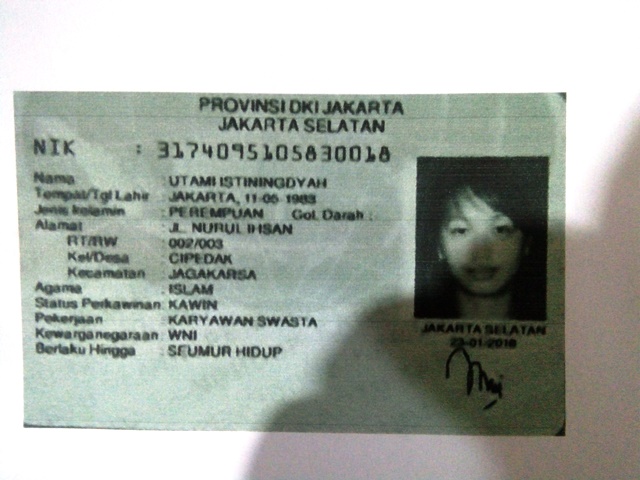 PROVINSI DKI JAKARTA
JAKARTA SELATAN
NIK : 3174095105830018
Nama : UTAMI ISTININGDYAH
Tempat/Tgl Lahir : JAKARTA, 11-05-1983
Jenis kelamin : PEREMPUAN Gol. Darah :
Alamat : JL. NURUL IHSAN
RT/RW : 002/003
Kel/Desa : CIPEDAK
Kecamatan : JAGAKARSA
Agama : ISLAM
Status Perkawinan: KAWIN
Pekerjaan : KARYAWAN SWASTA
Kewarganegaraan: WNI
Berlaku Hingga : SEUMUR HIDUP
JAKARTA SELATAN
23-01-2018